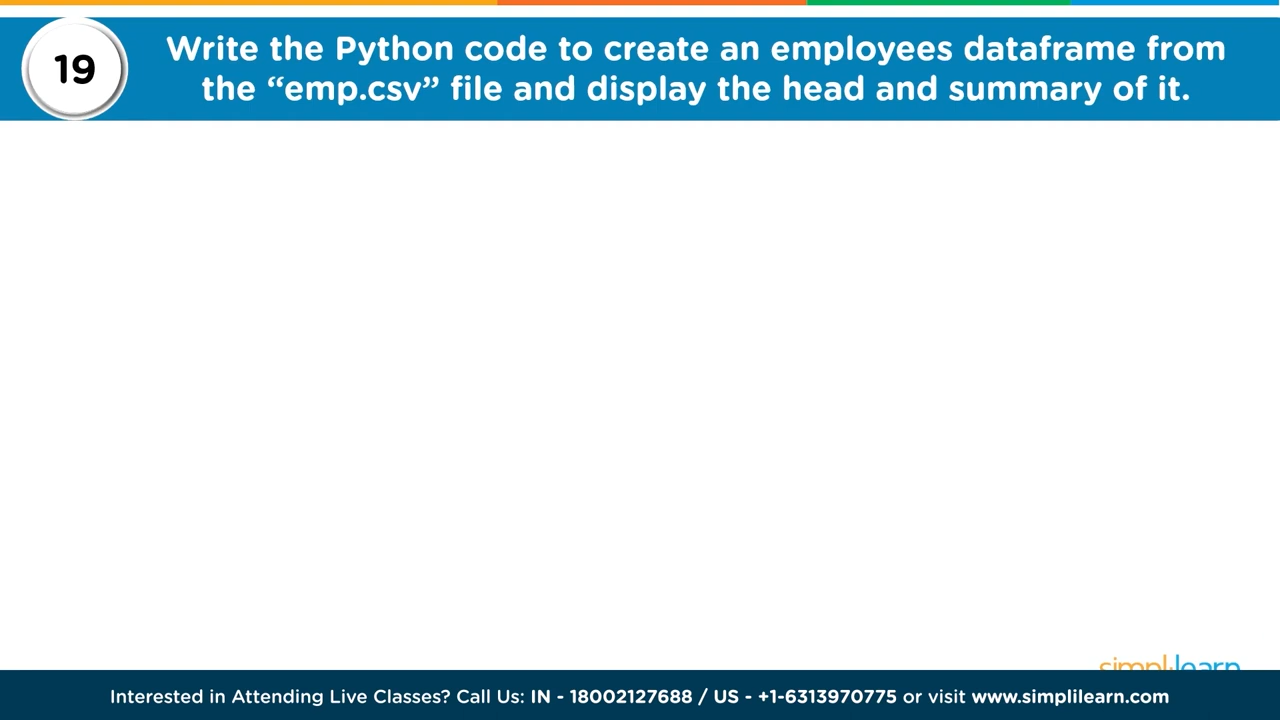 19
Write the Python code to create an employees dataframe from
the “emp.csv” file and display the head and summary of it.
simplilearn
Interested in Attending Live Classes? Call Us: IN - 18002127688 / US - +1-6313970775 or visit www.simplilearn.com